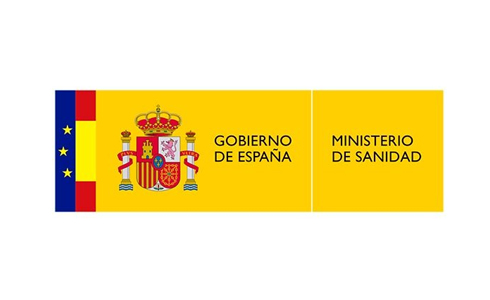 GOBIERNO
DE ESPAÑA
MINISTERIO
DE SANIDAD